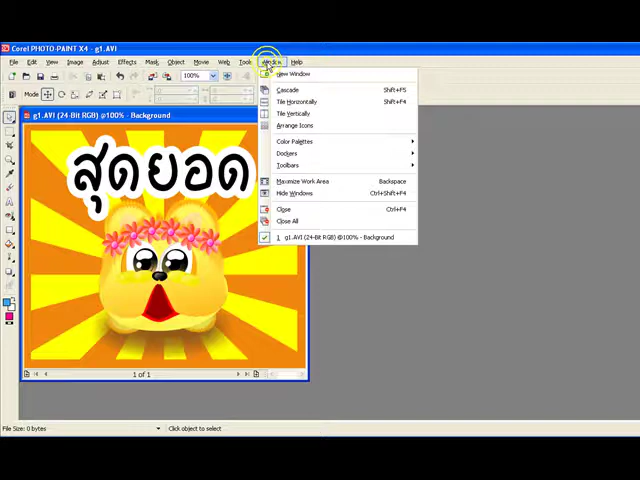 Corel PHOTO-PAINT X4 - g1.AVI
File Edit View Image Adjust Effects Mask Object Movie Web Tools Window Help
100%
New Window
Mode
Cascade Shift+F5
Tile Horizontally Shift+F4
g1.AVI (24-Bit RGB) @100% - Background
Tile Vertically
Arrange Icons
Color Palettes
Dockers
Toolbars
สุดยอด
Maximize Work Area Backspace
Hide Windows Ctrl+Shift+F4
Close Ctrl+F4
Close All
1 g1.AVI (24-Bit RGB) @100% - Background
1 of 1
File Size: 0 bytes Click object to select